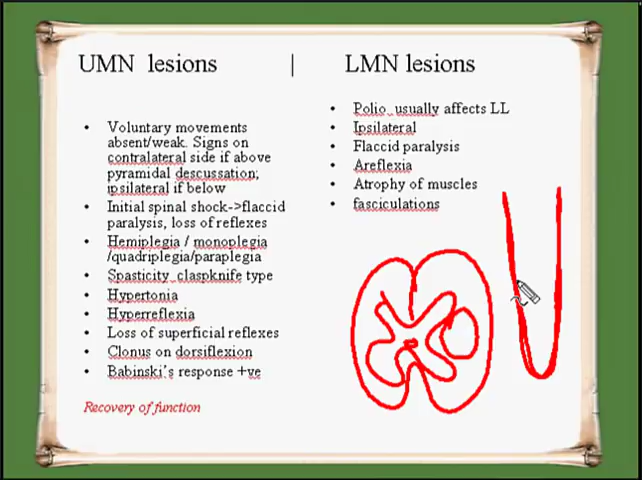 UMN lesions | LMN lesions
Voluntary movements
absent/weak. Signs on
contralateral side if above
pyramidal descussation;
ipsilateral if below
Initial spinal shock->flaccid
paralysis, loss of reflexes
Hemiplegia / monoplegia
/quadriplegia/paraplegia
Spasticity claspknife type
Hypertonia
Hyperreflexia
Loss of superficial reflexes
Clonus on dorsiflexion
Babinski's response +ve
Recovery of function
Polio usually affects LL
Ipsilateral
Flaccid paralysis
Areflexia
Atrophy of muscles
fasciculations